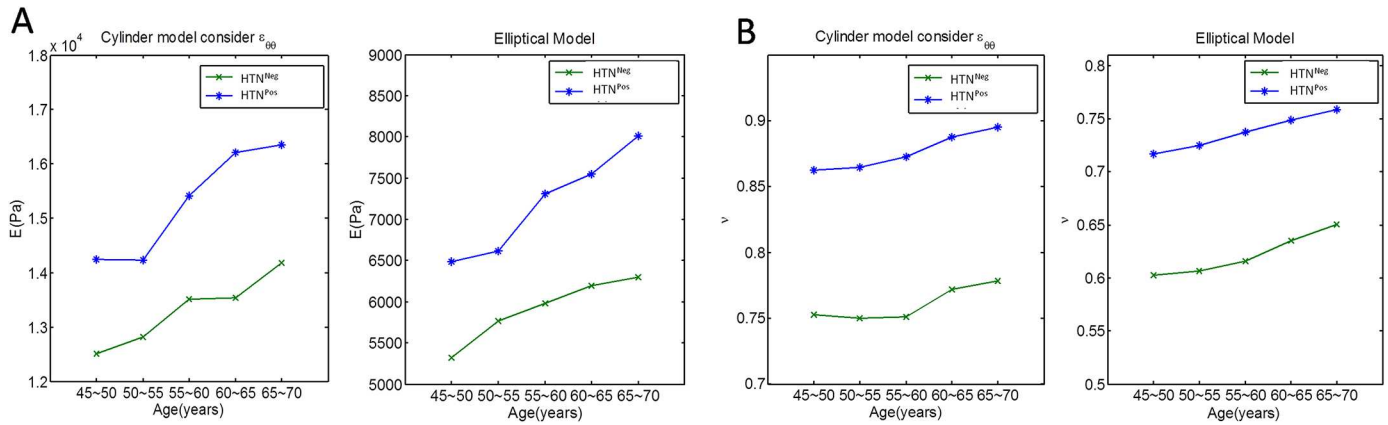 A
Cylinder model consider ε_θθ
1.8 x 10^4
1.7
1.6
1.5
1.4
1.3
1.2
E(Pa)
HTN^Neg
HTN^Pos
45~50 50~55 55~60 60~65 65~70
Age(years)
Elliptical Model
9000
8500
8000
7500
7000
6500
6000
5500
5000
E(Pa)
HTN^Neg
HTN^Pos
45~50 50~55 55~60 60~65 65~70
Age(years)
B
Cylinder model consider ε_θθ
0.9
0.85
0.8
0.75
0.7
ν
HTN^Neg
HTN^Pos
45~50 50~55 55~60 60~65 65~70
Age(years)
Elliptical Model
0.8
0.75
0.7
0.65
0.6
0.55
0.5
ν
HTN^Neg
HTN^Pos
45~50 50~55 55~60 60~65 65~70
Age(years)